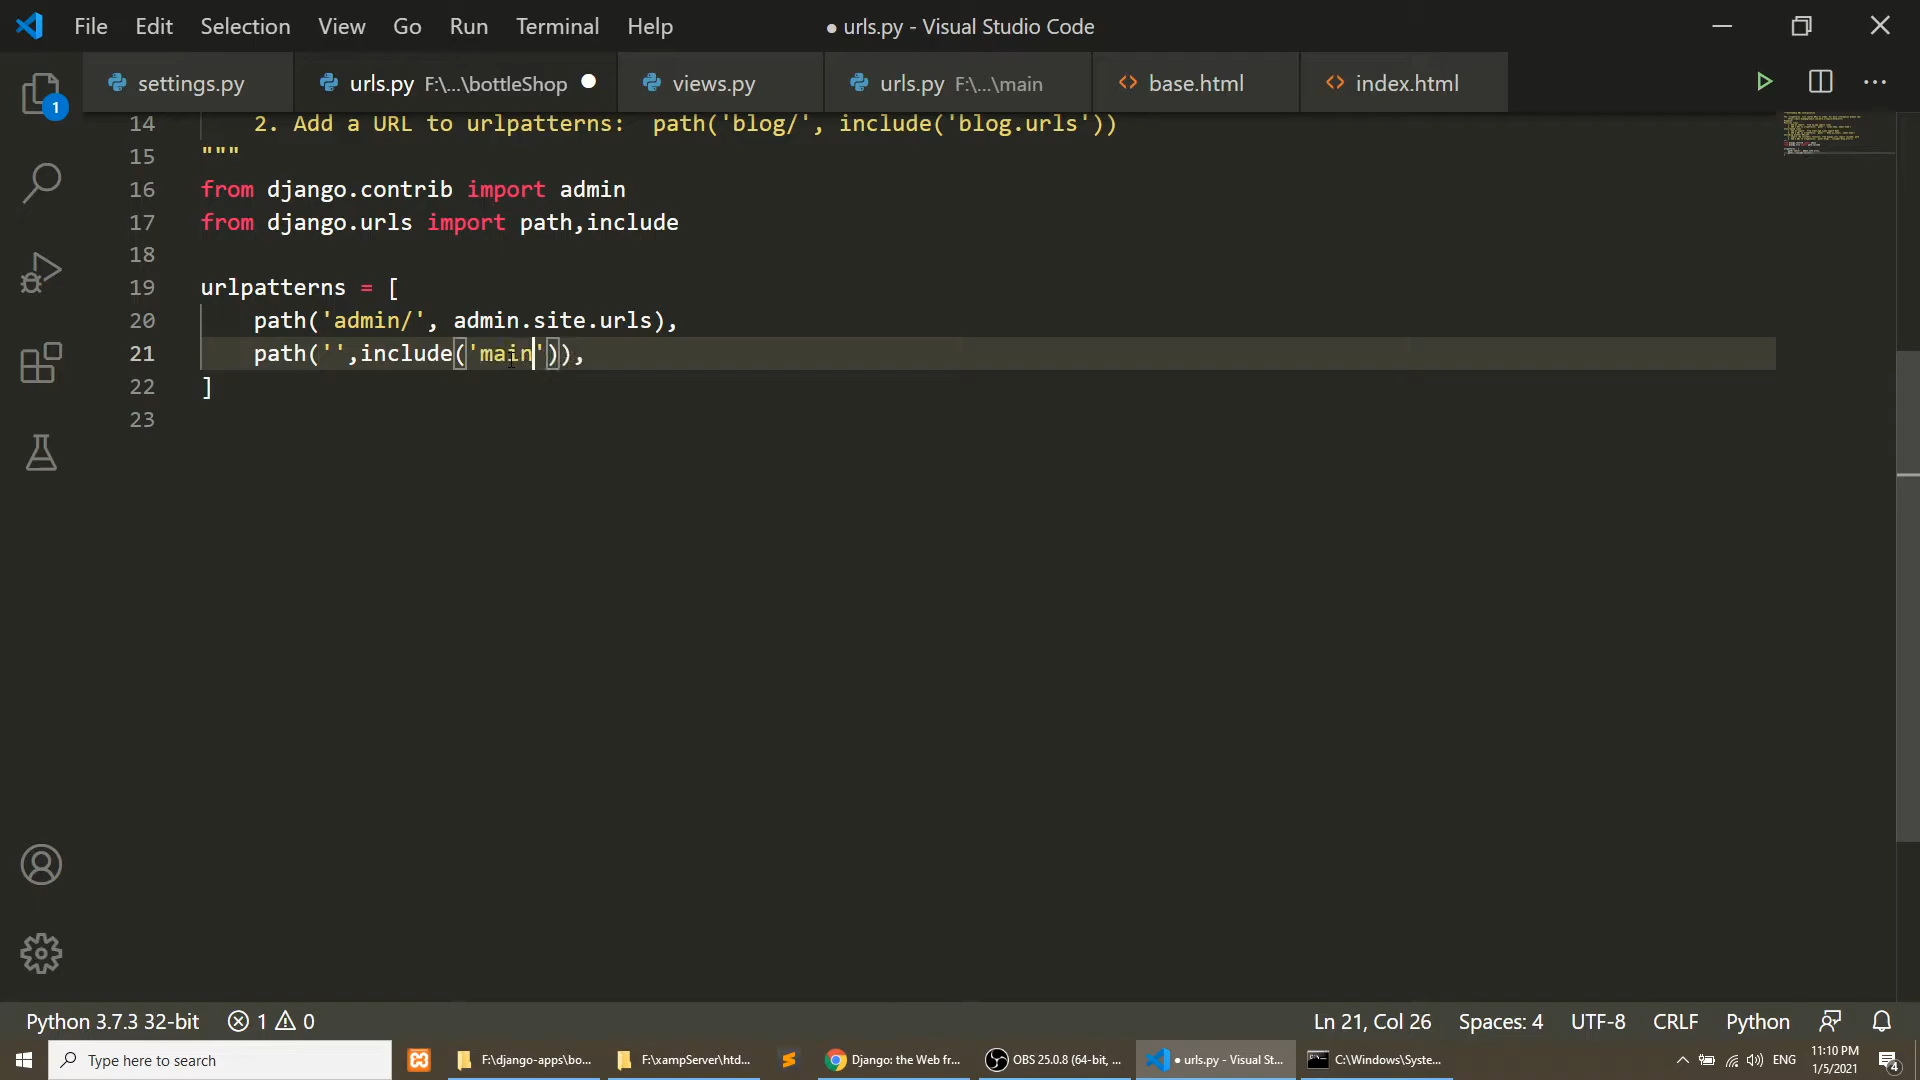 File Edit Selection View Go Run Terminal Help
● urls.py - Visual Studio Code
1
settings.py
urls.py F:\...\bottleShop
views.py
urls.py F:\...\main
base.html
index.html
14 2. Add a URL to urlpatterns:  path('blog/', include('blog.urls'))
15 """
16 from django.contrib import admin
17 from django.urls import path,include
18
19 urlpatterns = [
20     path('admin/', admin.site.urls),
21     path('',include('main')),
22 ]
23
Python 3.7.3 32-bit 1 0
Ln 21, Col 26 Spaces: 4 UTF-8 CRLF Python
Type here to search
F:\django-apps\bo...
F:\xampServer\htd...
Django: the Web fr...
OBS 25.0.8 (64-bit, ...
● urls.py - Visual St...
C:\Windows\Syste...
ENG
11:10 PM
1/5/2021
4